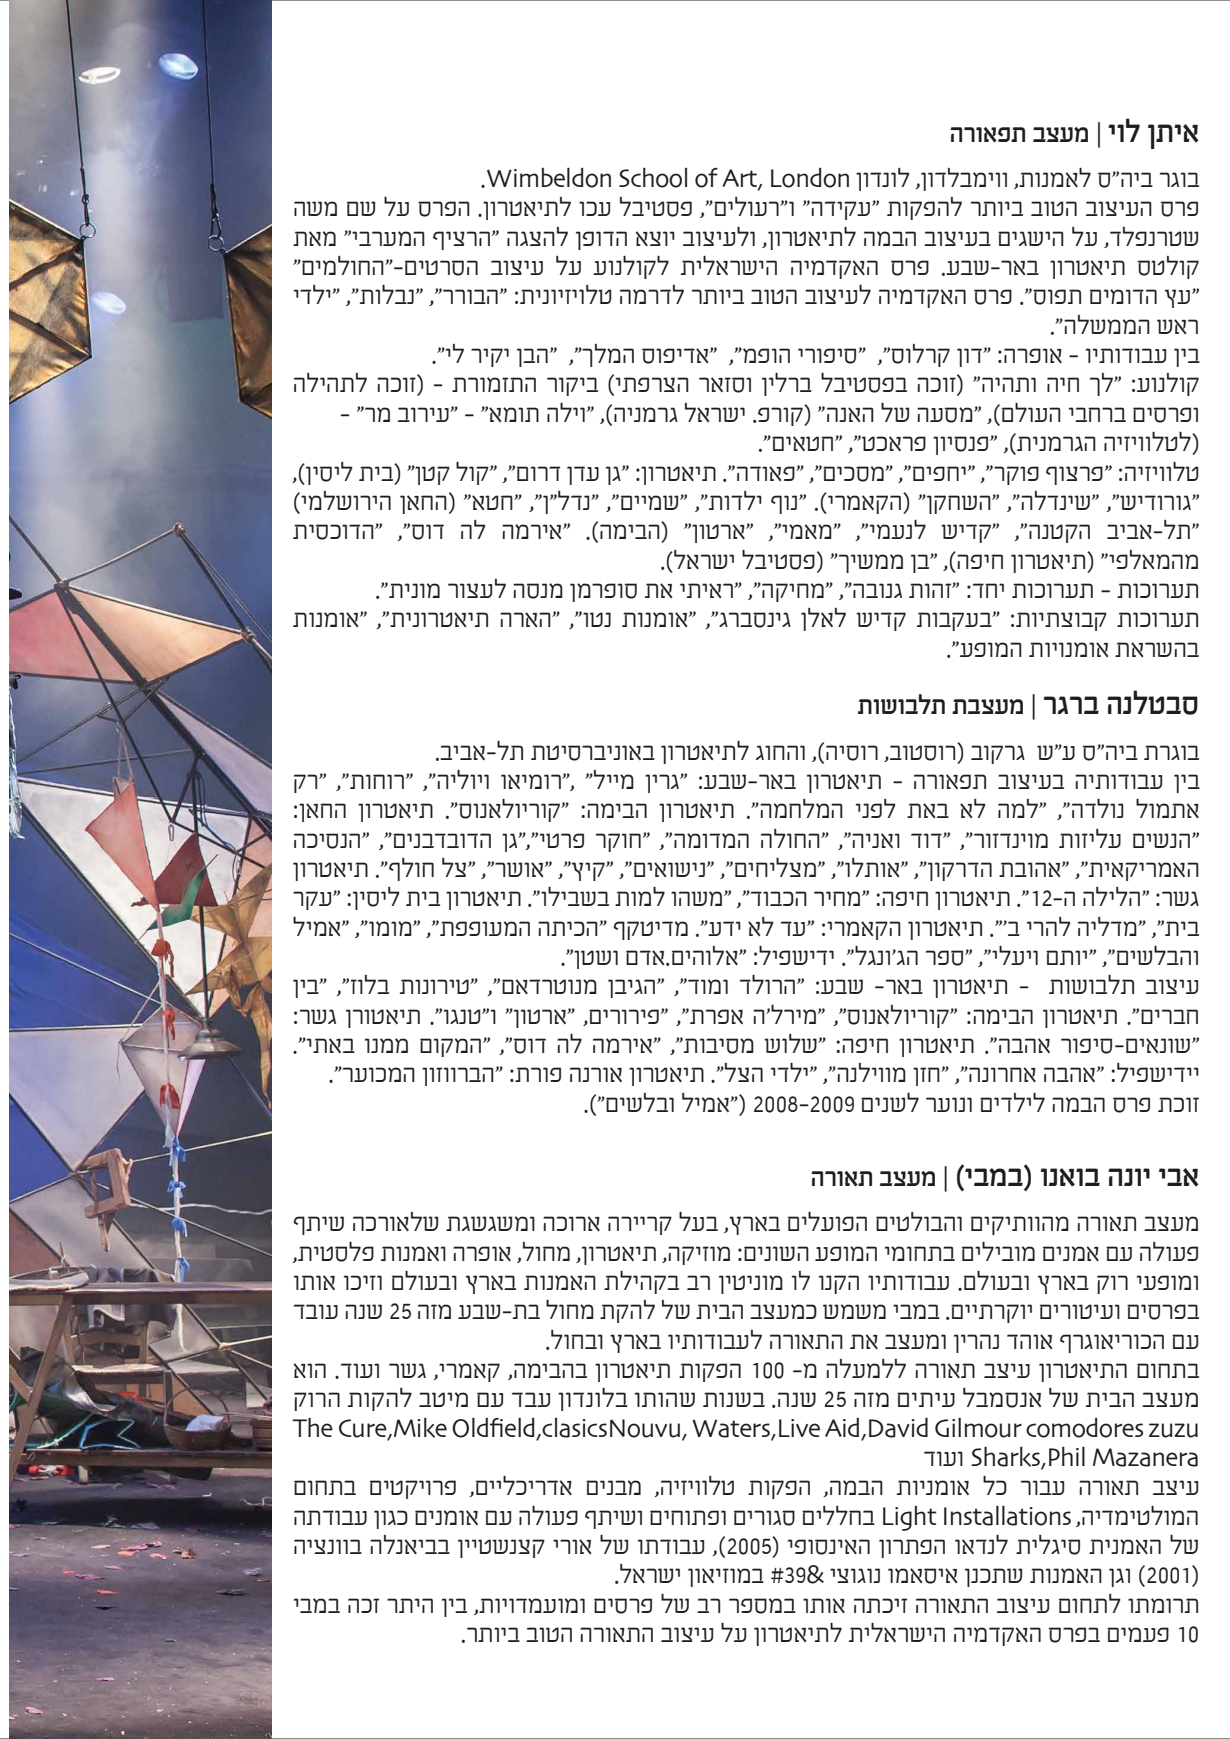 איתן לוי | מעצב תפאורה
בוגר ביה״ס לאמנות, ווימבלדון, לונדון Wimbeldon School of Art, London.
פרס העיצוב הטוב ביותר להפקות ״עקידה״ ו״רעולים״, פסטיבל עכו לתיאטרון. הפרס על שם משה
שטרנפלד, על הישגים בעיצוב הבמה לתיאטרון, ולעיצוב יוצא הדופן להצגה ״הרציף המערבי״ מאת
קולטס תיאטרון באר-שבע. פרס האקדמיה הישראלית לקולנוע על עיצוב הסרטים-״החולמים״
״עץ הדומים תפוס״. פרס האקדמיה לעיצוב הטוב ביותר לדרמה טלויזיונית: ״הבורר״, ״נבלות״, ״ילדי
ראש הממשלה״.
בין עבודותיו - אופרה: ״דון קרלוס״, ״סיפורי הופמ״, ״אדיפוס המלך״, ״הבן יקיר לי״.
קולנוע: ״לך חיה ותהיה״ (זוכה בפסטיבל ברלין וסזאר הצרפתי) ביקור התזמורת - (זוכה לתהילה
ופרסים ברחבי העולם), ״מסעה של האנה״ (קורפ. ישראל גרמניה), ״וילה תומא״ - ״עירוב מר״ -
(לטלוויזיה הגרמנית), ״פנסיון פראכט״, ״חטאים״.
טלוויזיה: ״פרצוף פוקר״, ״יחפים״, ״מסכים״, ״פאודה״. תיאטרון: ״גן עדן דרום״, ״קול קטן״ (בית ליסין),
״גורודיש״, ״שינדלה״, ״השחקן״ (הקאמרי). ״נוף ילדות״, ״שמיים״, ״נדל״ן״, ״חטא״ (החאן הירושלמי)
״תל-אביב הקטנה״, ״קדיש לנעמי״, ״מאמי״, ״ארטון״ (הבימה). ״אירמה לה דוס״, ״הדוכסית
מהמאלפי״ (תיאטרון חיפה), ״בן ממשיך״ (פסטיבל ישראל).
תערוכות - תערוכות יחד: ״זהות גנובה״, ״מחיקה״, ״ראיתי את סופרמן מנסה לעצור מונית״.
תערוכות קבוצתיות: ״בעקבות קדיש לאלן גינסברג״, ״אומנות נטו״, ״הארה תיאטרונית״, ״אומנות
בהשראת אומנויות המופע״.
סבטלנה ברגר | מעצבת תלבושות
בוגרת ביה״ס ע״ש גרקוב (רוסטוב, רוסיה), והחוג לתיאטרון באוניברסיטת תל-אביב.
בין עבודותיה בעיצוב תפאורה - תיאטרון באר-שבע: ״גרין מייל״ ,״רומיאו ויוליה״, ״רוחות״, ״רק
אתמול נולדה״, ״למה לא באת לפני המלחמה״. תיאטרון הבימה: ״קוריולאנוס״. תיאטרון החאן:
״הנשים עליזות מוינדזור״, ״דוד ואניה״, ״החולה המדומה״, ״חוקר פרטי״,״גן הדובדבנים״, ״הנסיכה
האמריקאית״, ״אהובת הדרקון״, ״אותלו״, ״מצליחים״, ״נישואים״, ״קיץ״, ״אושר״, ״צל חולף״. תיאטרון
גשר: ״הלילה ה-12״. תיאטרון חיפה: ״מחיר הכבוד״, ״משהו למות בשבילו״. תיאטרון בית ליסין: ״עקר
בית״, ״מדליה להרי ב׳״. תיאטרון הקאמרי: ״עד לא ידע״. מדיטקף ״הכיתה המעופפת״, ״מומו״, ״אמיל
והבלשים״, ״יותם ויעלי״, ״ספר הג׳ונגל״. ידישפיל: ״אלוהים.אדם ושטן״.
עיצוב תלבושות - תיאטרון באר- שבע: ״הרולד ומוד״, ״הגיבן מנוטרדאם״, ״טירונות בלוז״, ״בין
חברים״. תיאטרון הבימה: ״קוריולאנוס״, ״מירל׳ה אפרת״, ״פירורים, ״ארטון״ ו״טנגו״. תיאטורן גשר:
״שונאים-סיפור אהבה״. תיאטרון חיפה: ״שלוש מסיבות״, ״אירמה לה דוס״, ״המקום ממנו באתי״.
יידישפיל: ״אהבה אחרונה״, ״חזן מווילנה״, ״ילדי הצל״. תיאטרון אורנה פורת: ״הברווזון המכוער״.
זוכת פרס הבמה לילדים ונוער לשנים 2008-2009 (״אמיל ובלשים״).
אבי יונה בואנו (במבי) | מעצב תאורה
מעצב תאורה מהוותיקים והבולטים הפועלים בארץ, בעל קריירה ארוכה ומשגשגת שלאורכה שיתף
פעולה עם אמנים מובילים בתחומי המופע השונים: מוזיקה, תיאטרון, מחול, אופרה ואמנות פלסטית,
ומופעי רוק בארץ ובעולם. עבודותיו הקנו לו מוניטין רב בקהילת האמנות בארץ ובעולם וזיכו אותו
בפרסים ועיטורים יוקרתיים. במבי משמש כמעצב הבית של להקת מחול בת-שבע מזה 25 שנה עובד
עם הכוריאוגרף אוהד נהרין ומעצב את התאורה לעבודותיו בארץ ובחול.
בתחום התיאטרון עיצב תאורה ללמעלה מ- 100 הפקות תיאטרון בהבימה, קאמרי, גשר ועוד. הוא
מעצב הבית של אנסמבל עיתים מזה 25 שנה. בשנות שהותו בלונדון עבד עם מיטב להקות הרוק
The Cure,Mike Oldfield,clasicsNouvu, Waters,Live Aid,David Gilmour comodores zuzu
Sharks,Phil Mazanera ועוד
עיצב תאורה עבור כל אומניות הבמה, הפקות טלוויזיה, מבנים אדריכליים, פרויקטים בתחום
המולטימדיה, Light Installations בחללים סגורים ופתוחים ושיתף פעולה עם אומנים כגון עבודתה
של האמנית סיגלית לנדאו הפתרון האינסופי (2005), עבודתו של אורי קצנשטיין בביאנלה בוונציה
(2001) וגן האמנות שתכנן איסאמו נוגוצי &#39 במוזיאון ישראל.
תרומתו לתחום עיצוב התאורה זיכתה אותו במספר רב של פרסים ומועמדויות, בין היתר זכה במבי
10 פעמים בפרס האקדמיה הישראלית לתיאטרון על עיצוב התאורה הטוב ביותר.